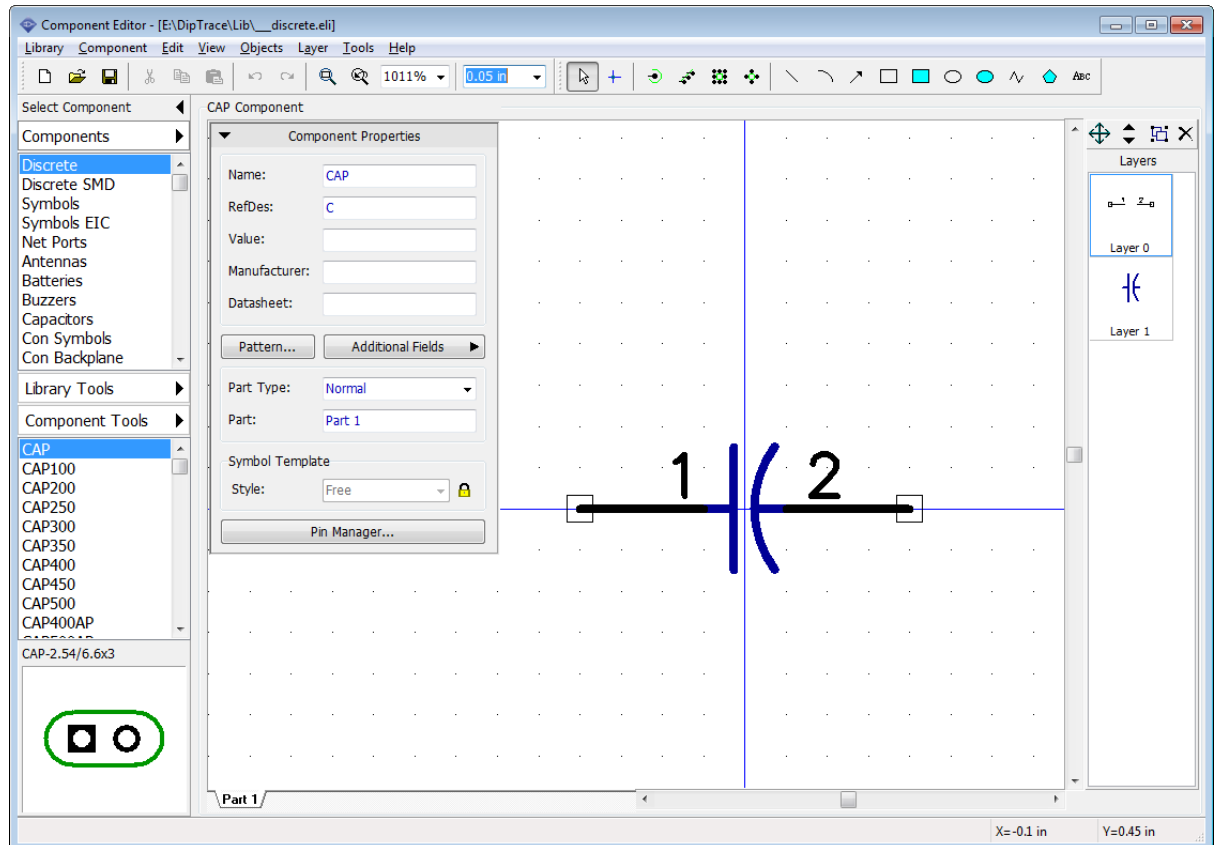 Component Editor - [E:\DipTrace\Lib\__discrete.eli]
Library Component Edit View Objects Layer Tools Help
1011% 0.05 in ABC
Select Component
Components
Discrete
Discrete SMD
Symbols
Symbols EIC
Net Ports
Antennas
Batteries
Buzzers
Capacitors
Con Symbols
Con Backplane
Library Tools
Component Tools
CAP
CAP100
CAP200
CAP250
CAP300
CAP350
CAP400
CAP450
CAP500
CAP400AP
CAP-2.54/6.6x3
CAP Component
Component Properties
Name: CAP
RefDes: C
Value:
Manufacturer:
Datasheet:
Pattern... Additional Fields
Part Type: Normal
Part: Part 1
Symbol Template
Style: Free
Pin Manager...
1 2
Part 1
Layers
1 2
Layer 0
Layer 1
X=-0.1 in Y=0.45 in